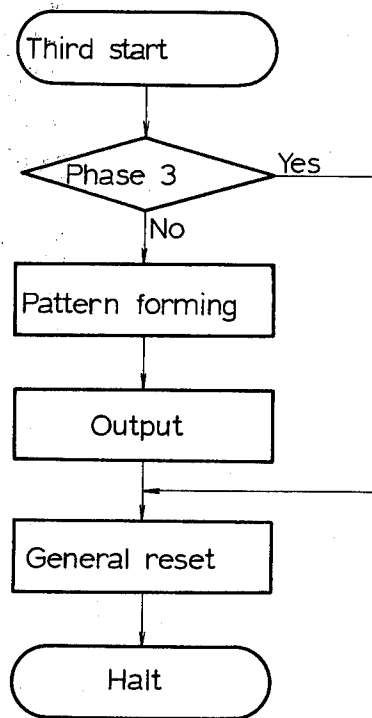 Third start
Phase 3
Yes
No
Pattern forming
Output
General reset
Halt